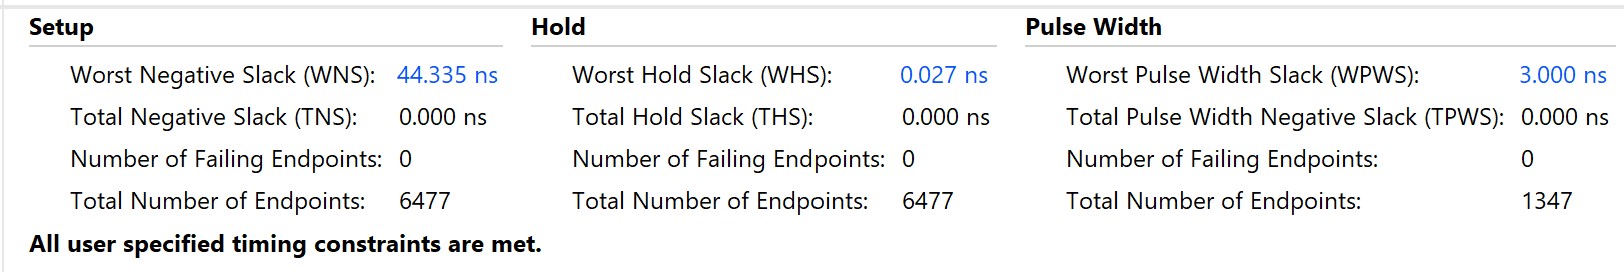 Setup Hold Pulse Width
Worst Negative Slack (WNS): 44.335 ns Worst Hold Slack (WHS): 0.027 ns Worst Pulse Width Slack (WPWS): 3.000 ns
Total Negative Slack (TNS): 0.000 ns Total Hold Slack (THS): 0.000 ns Total Pulse Width Negative Slack (TPWS): 0.000 ns
Number of Failing Endpoints: 0 Number of Failing Endpoints: 0 Number of Failing Endpoints: 0
Total Number of Endpoints: 6477 Total Number of Endpoints: 6477 Total Number of Endpoints: 1347
All user specified timing constraints are met.